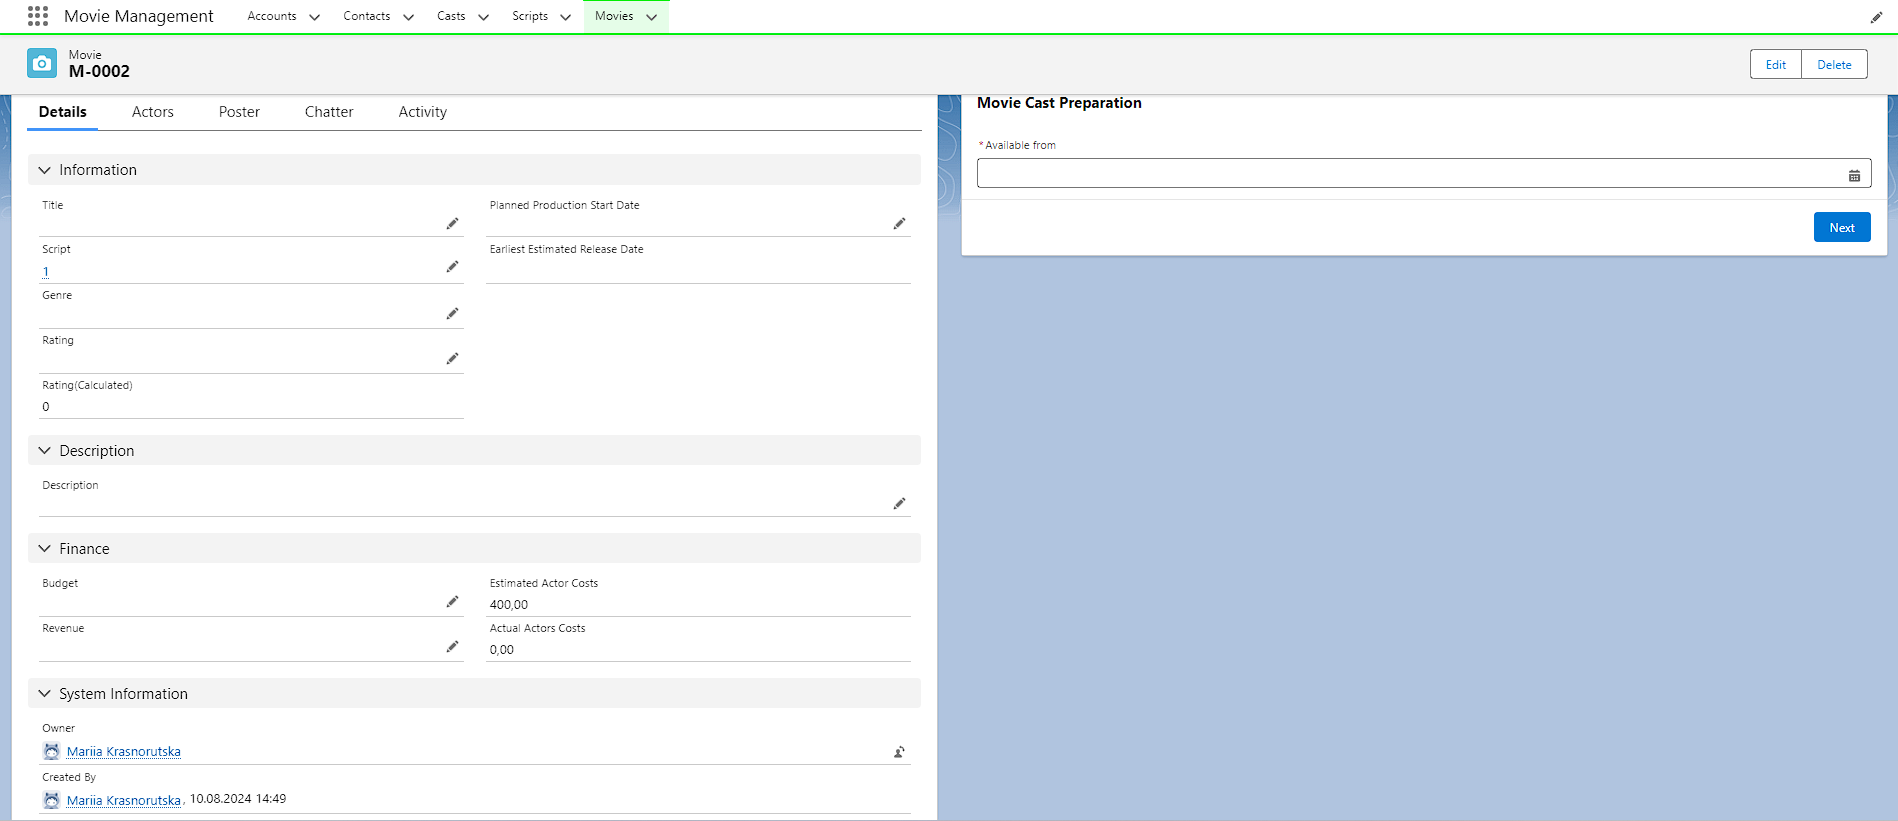 Movie Management
Accounts
Contacts
Casts
Scripts
Movies
Movie
M-0002
Edit
Delete
Details
Actors
Poster
Chatter
Activity
Information
Title
Planned Production Start Date
Script
1
Earliest Estimated Release Date
Genre
Rating
Rating(Calculated)
0
Description
Description
Finance
Budget
Estimated Actor Costs
400,00
Revenue
Actual Actors Costs
0,00
System Information
Owner
Mariia Krasnorutska
Created By
Mariia Krasnorutska, 10.08.2024 14:49
Movie Cast Preparation
*Available from
Next